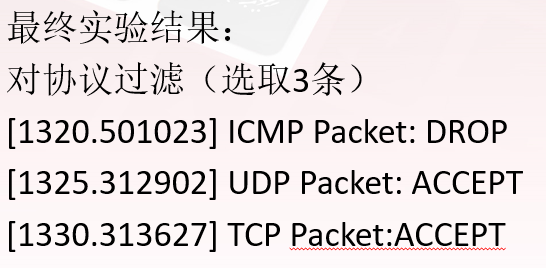 最终实验结果：
对协议过滤（选取3条）
[1320.501023] ICMP Packet: DROP
[1325.312902] UDP Packet: ACCEPT
[1330.313627] TCP Packet:ACCEPT